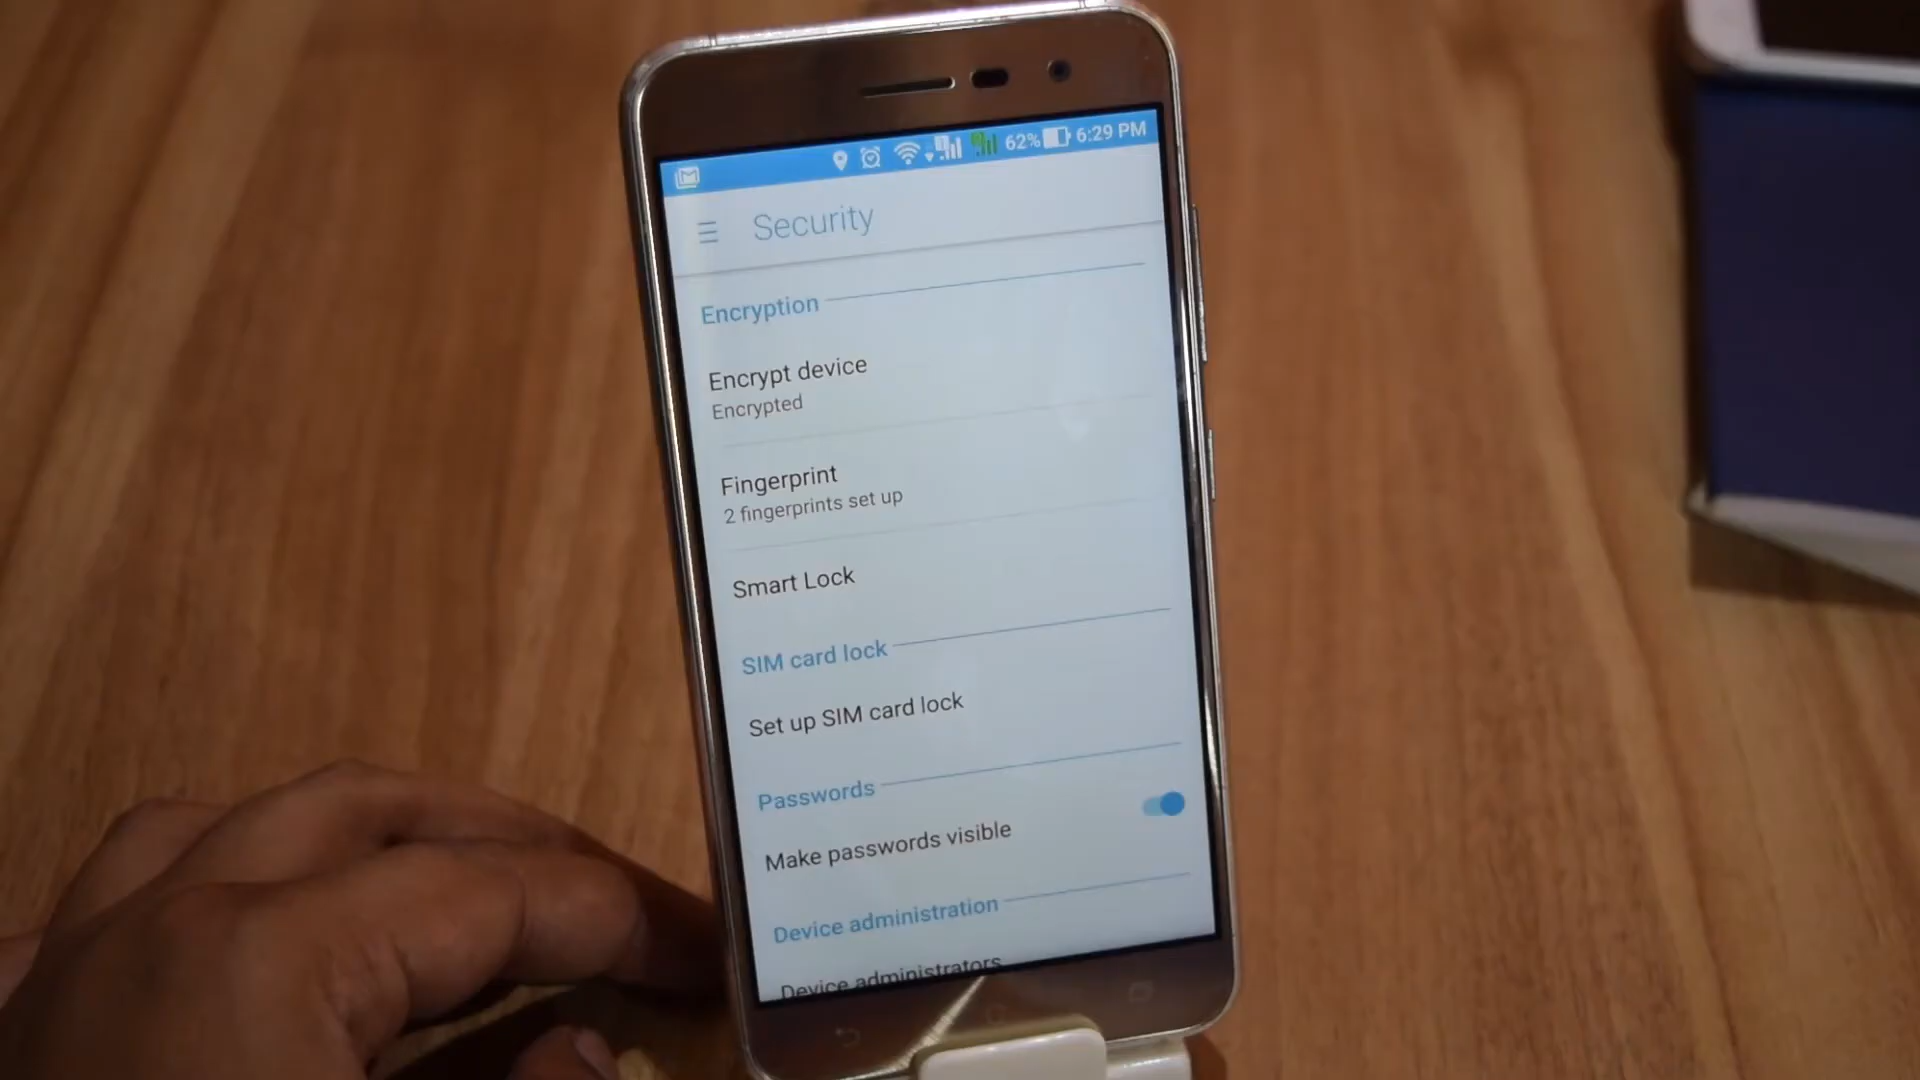 62% 6:29 PM
Security
Encryption
Encrypt device
Encrypted
Fingerprint
2 fingerprints set up
Smart Lock
SIM card lock
Set up SIM card lock
Passwords
Make passwords visible
Device administration
Device administrators